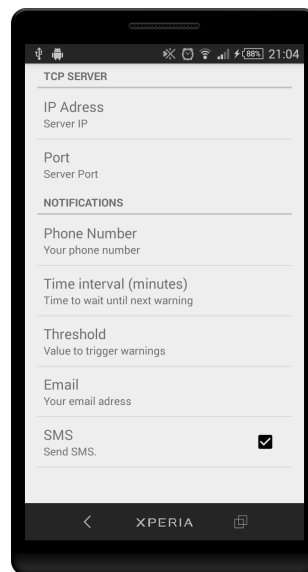 88% 21:04
TCP SERVER
IP Adress
Server IP
Port
Server Port
NOTIFICATIONS
Phone Number
Your phone number
Time interval (minutes)
Time to wait until next warning
Threshold
Value to trigger warnings
Email
Your email adress
SMS
Send SMS.
XPERIA